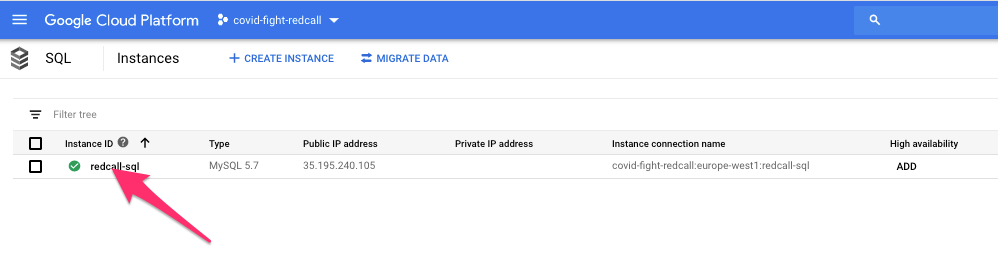 Google Cloud Platform covid-fight-redcall
SQL Instances CREATE INSTANCE MIGRATE DATA
Filter tree
Instance ID Type Public IP address Private IP address Instance connection name High availability
redcall-sql MySQL 5.7 35.195.240.105 covid-fight-redcall:europe-west1:redcall-sql ADD